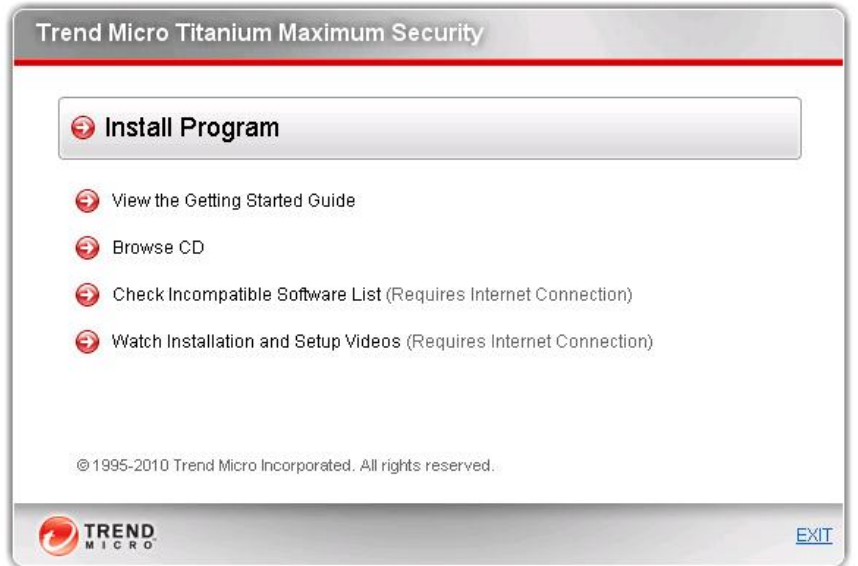 Trend Micro Titanium Maximum Security
Install Program
View the Getting Started Guide
Browse CD
Check Incompatible Software List (Requires Internet Connection)
Watch Installation and Setup Videos (Requires Internet Connection)
© 1995-2010 Trend Micro Incorporated. All rights reserved.
TREND
MICRO
EXIT